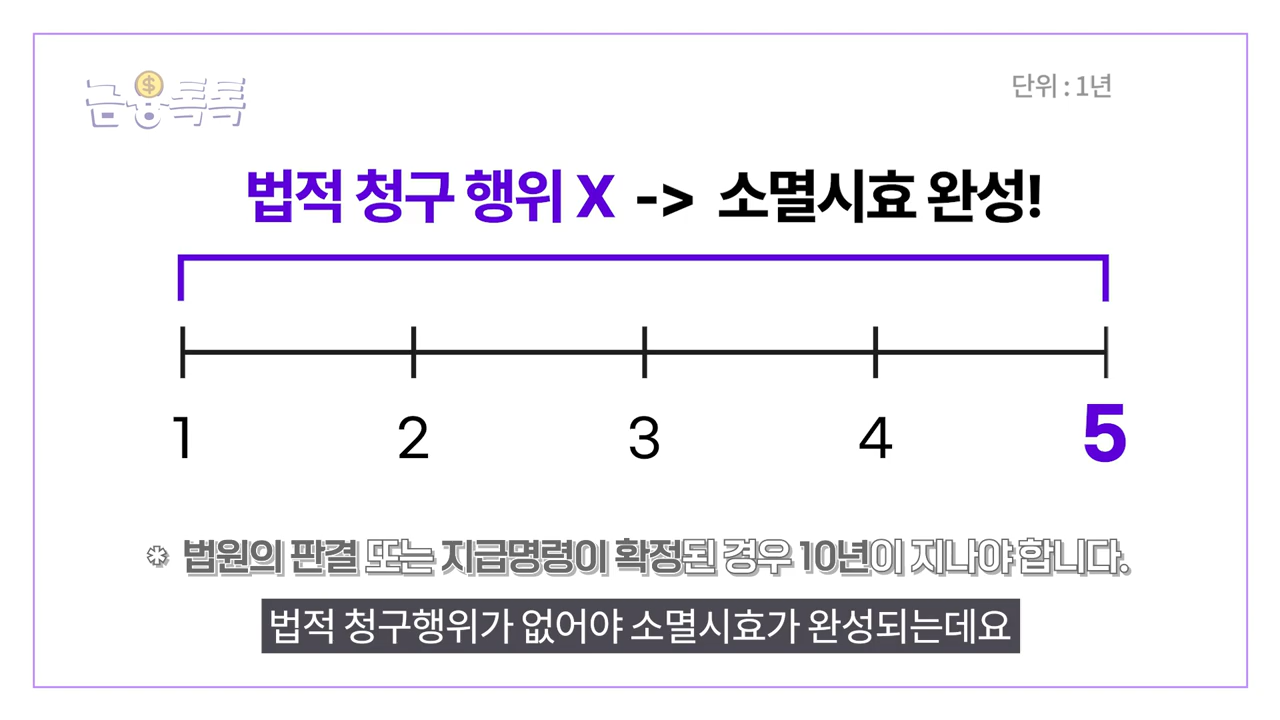 금융톡톡
단위 : 1년
법적 청구 행위 X -> 소멸시효 완성!
1 2 3 4 5
* 법원의 판결 또는 지급명령이 확정된 경우 10년이 지나야 합니다.
법적 청구행위가 없어야 소멸시효가 완성되는데요